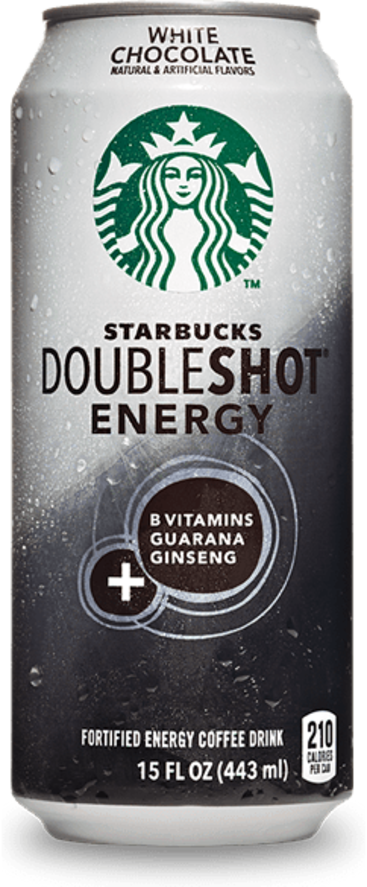 WHITE
CHOCOLATE
NATURAL & ARTIFICIAL FLAVORS
TM
STARBUCKS
DOUBLESHOT®
ENERGY
B VITAMINS
GUARANA
GINSENG
+
FORTIFIED ENERGY COFFEE DRINK
15 FL OZ (443 ml)
210
CALORIES
PER CAN